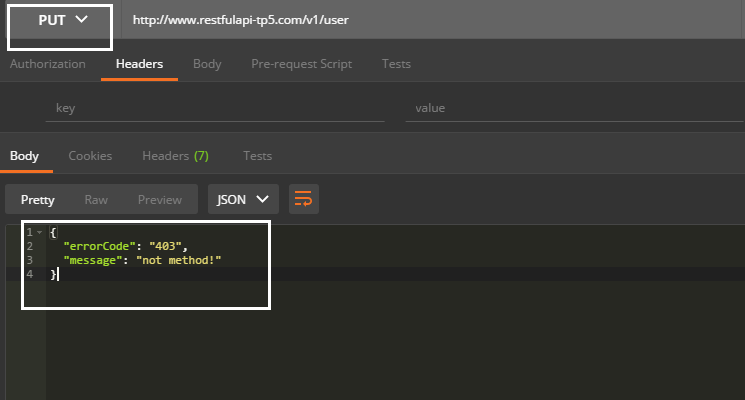 PUT http://www.restfulapi-tp5.com/v1/user
Authorization Headers Body Pre-request Script Tests
key value
Body Cookies Headers (7) Tests
Pretty Raw Preview JSON
1 {
2 "errorCode": "403",
3 "message": "not method!"
4 }